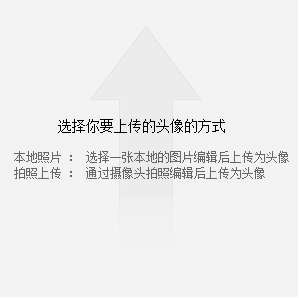 选择你要上传的头像的方式
本地照片 : 选择一张本地的图片编辑后上传为头像
拍照上传 : 通过摄像头拍照编辑后上传为头像